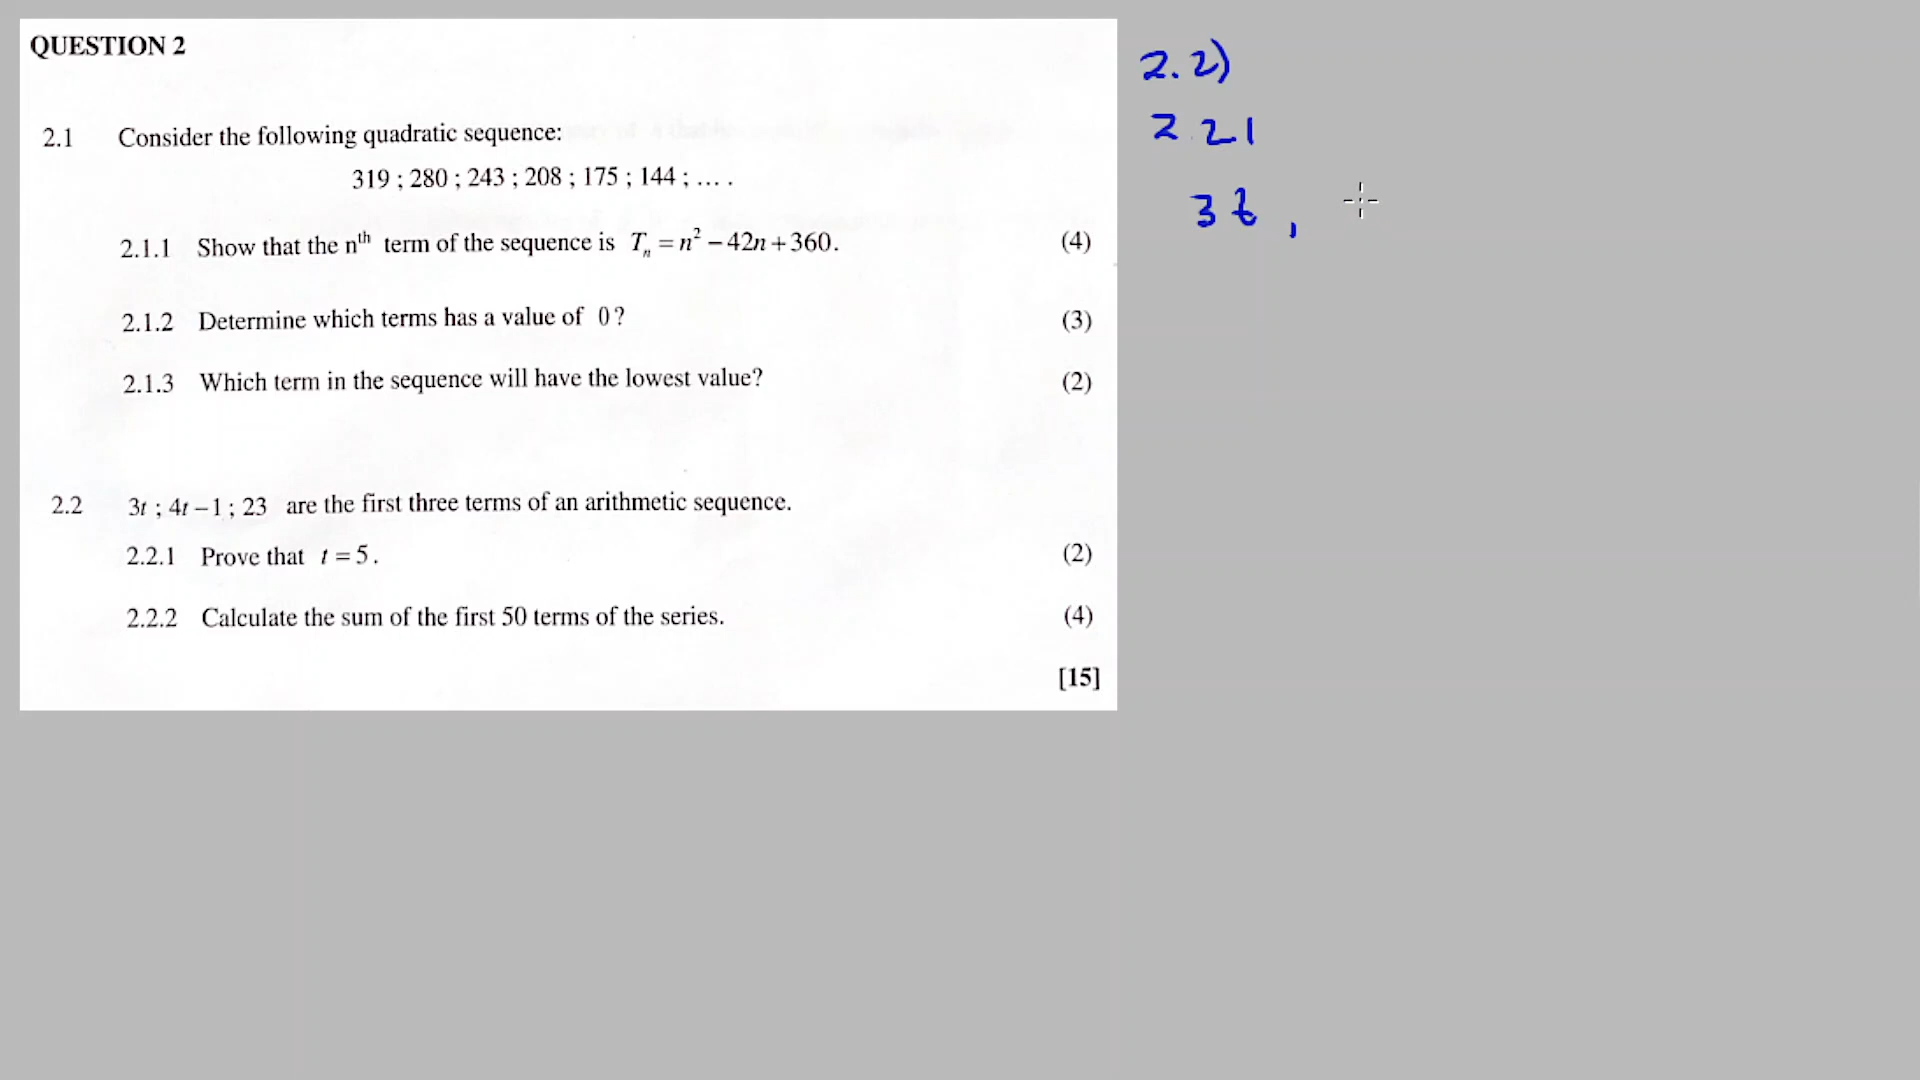 QUESTION 2
2.1 Consider the following quadratic sequence:
319 ; 280 ; 243 ; 208 ; 175 ; 144 ; ... .
2.1.1 Show that the nth term of the sequence is Tₙ = n² − 42n + 360. (4)
2.1.2 Determine which terms has a value of 0? (3)
2.1.3 Which term in the sequence will have the lowest value? (2)
2.2 3t ; 4t − 1 ; 23 are the first three terms of an arithmetic sequence.
2.2.1 Prove that t = 5. (2)
2.2.2 Calculate the sum of the first 50 terms of the series. (4)
[15]
2.2)
2 21
3t ,